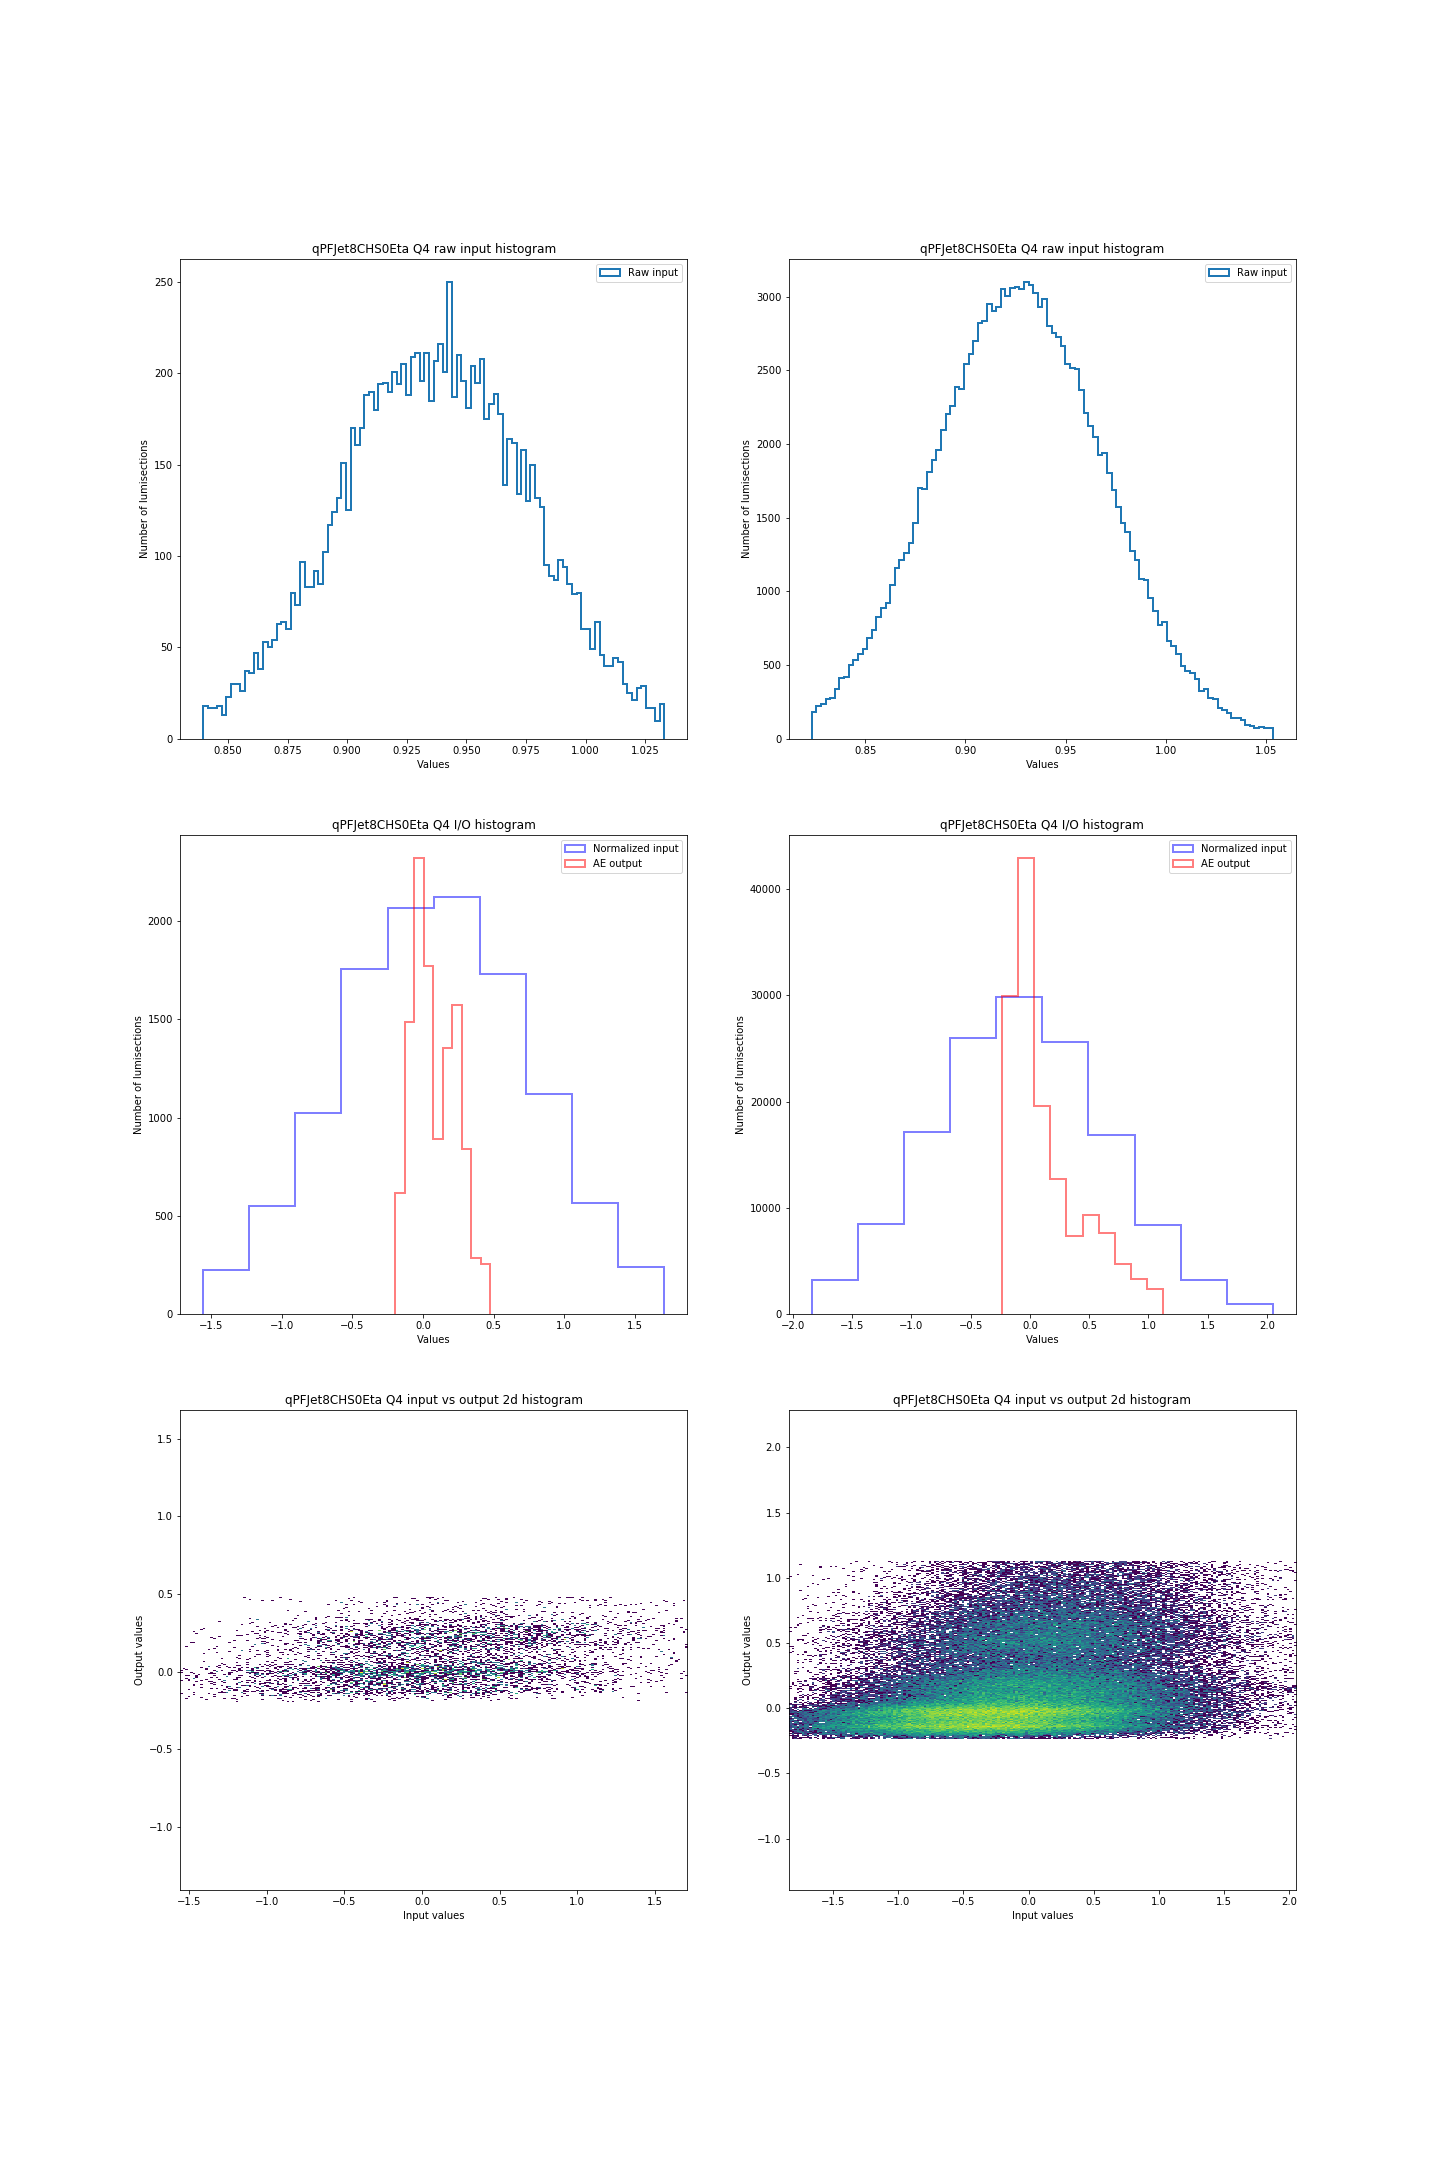 qPFJet8CHS0Eta Q4 raw input histogram
Raw input
Number of lumisections
250
200
150
100
50
0
0.850 0.875 0.900 0.925 0.950 0.975 1.000 1.025
Values
qPFJet8CHS0Eta Q4 raw input histogram
Raw input
Number of lumisections
3000
2500
2000
1500
1000
500
0
0.85 0.90 0.95 1.00 1.05
Values
qPFJet8CHS0Eta Q4 I/O histogram
Normalized input
AE output
Number of lumisections
2000
1500
1000
500
0
−1.5 −1.0 −0.5 0.0 0.5 1.0 1.5
Values
qPFJet8CHS0Eta Q4 I/O histogram
Normalized input
AE output
Number of lumisections
40000
30000
20000
10000
0
−2.0 −1.5 −1.0 −0.5 0.0 0.5 1.0 1.5 2.0
Values
qPFJet8CHS0Eta Q4 input vs output 2d histogram
Output values
1.5
1.0
0.5
0.0
−0.5
−1.0
−1.5 −1.0 −0.5 0.0 0.5 1.0 1.5
Input values
qPFJet8CHS0Eta Q4 input vs output 2d histogram
Output values
2.0
1.5
1.0
0.5
0.0
−0.5
−1.0
−1.5 −1.0 −0.5 0.0 0.5 1.0 1.5 2.0
Input values